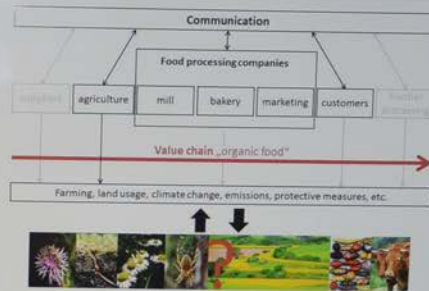 Communication
Food processing companies
agriculture
mill
bakery
marketing
customers
Value chain „organic food“
Farming, land usage, climate change, emissions, protective measures, etc.
?